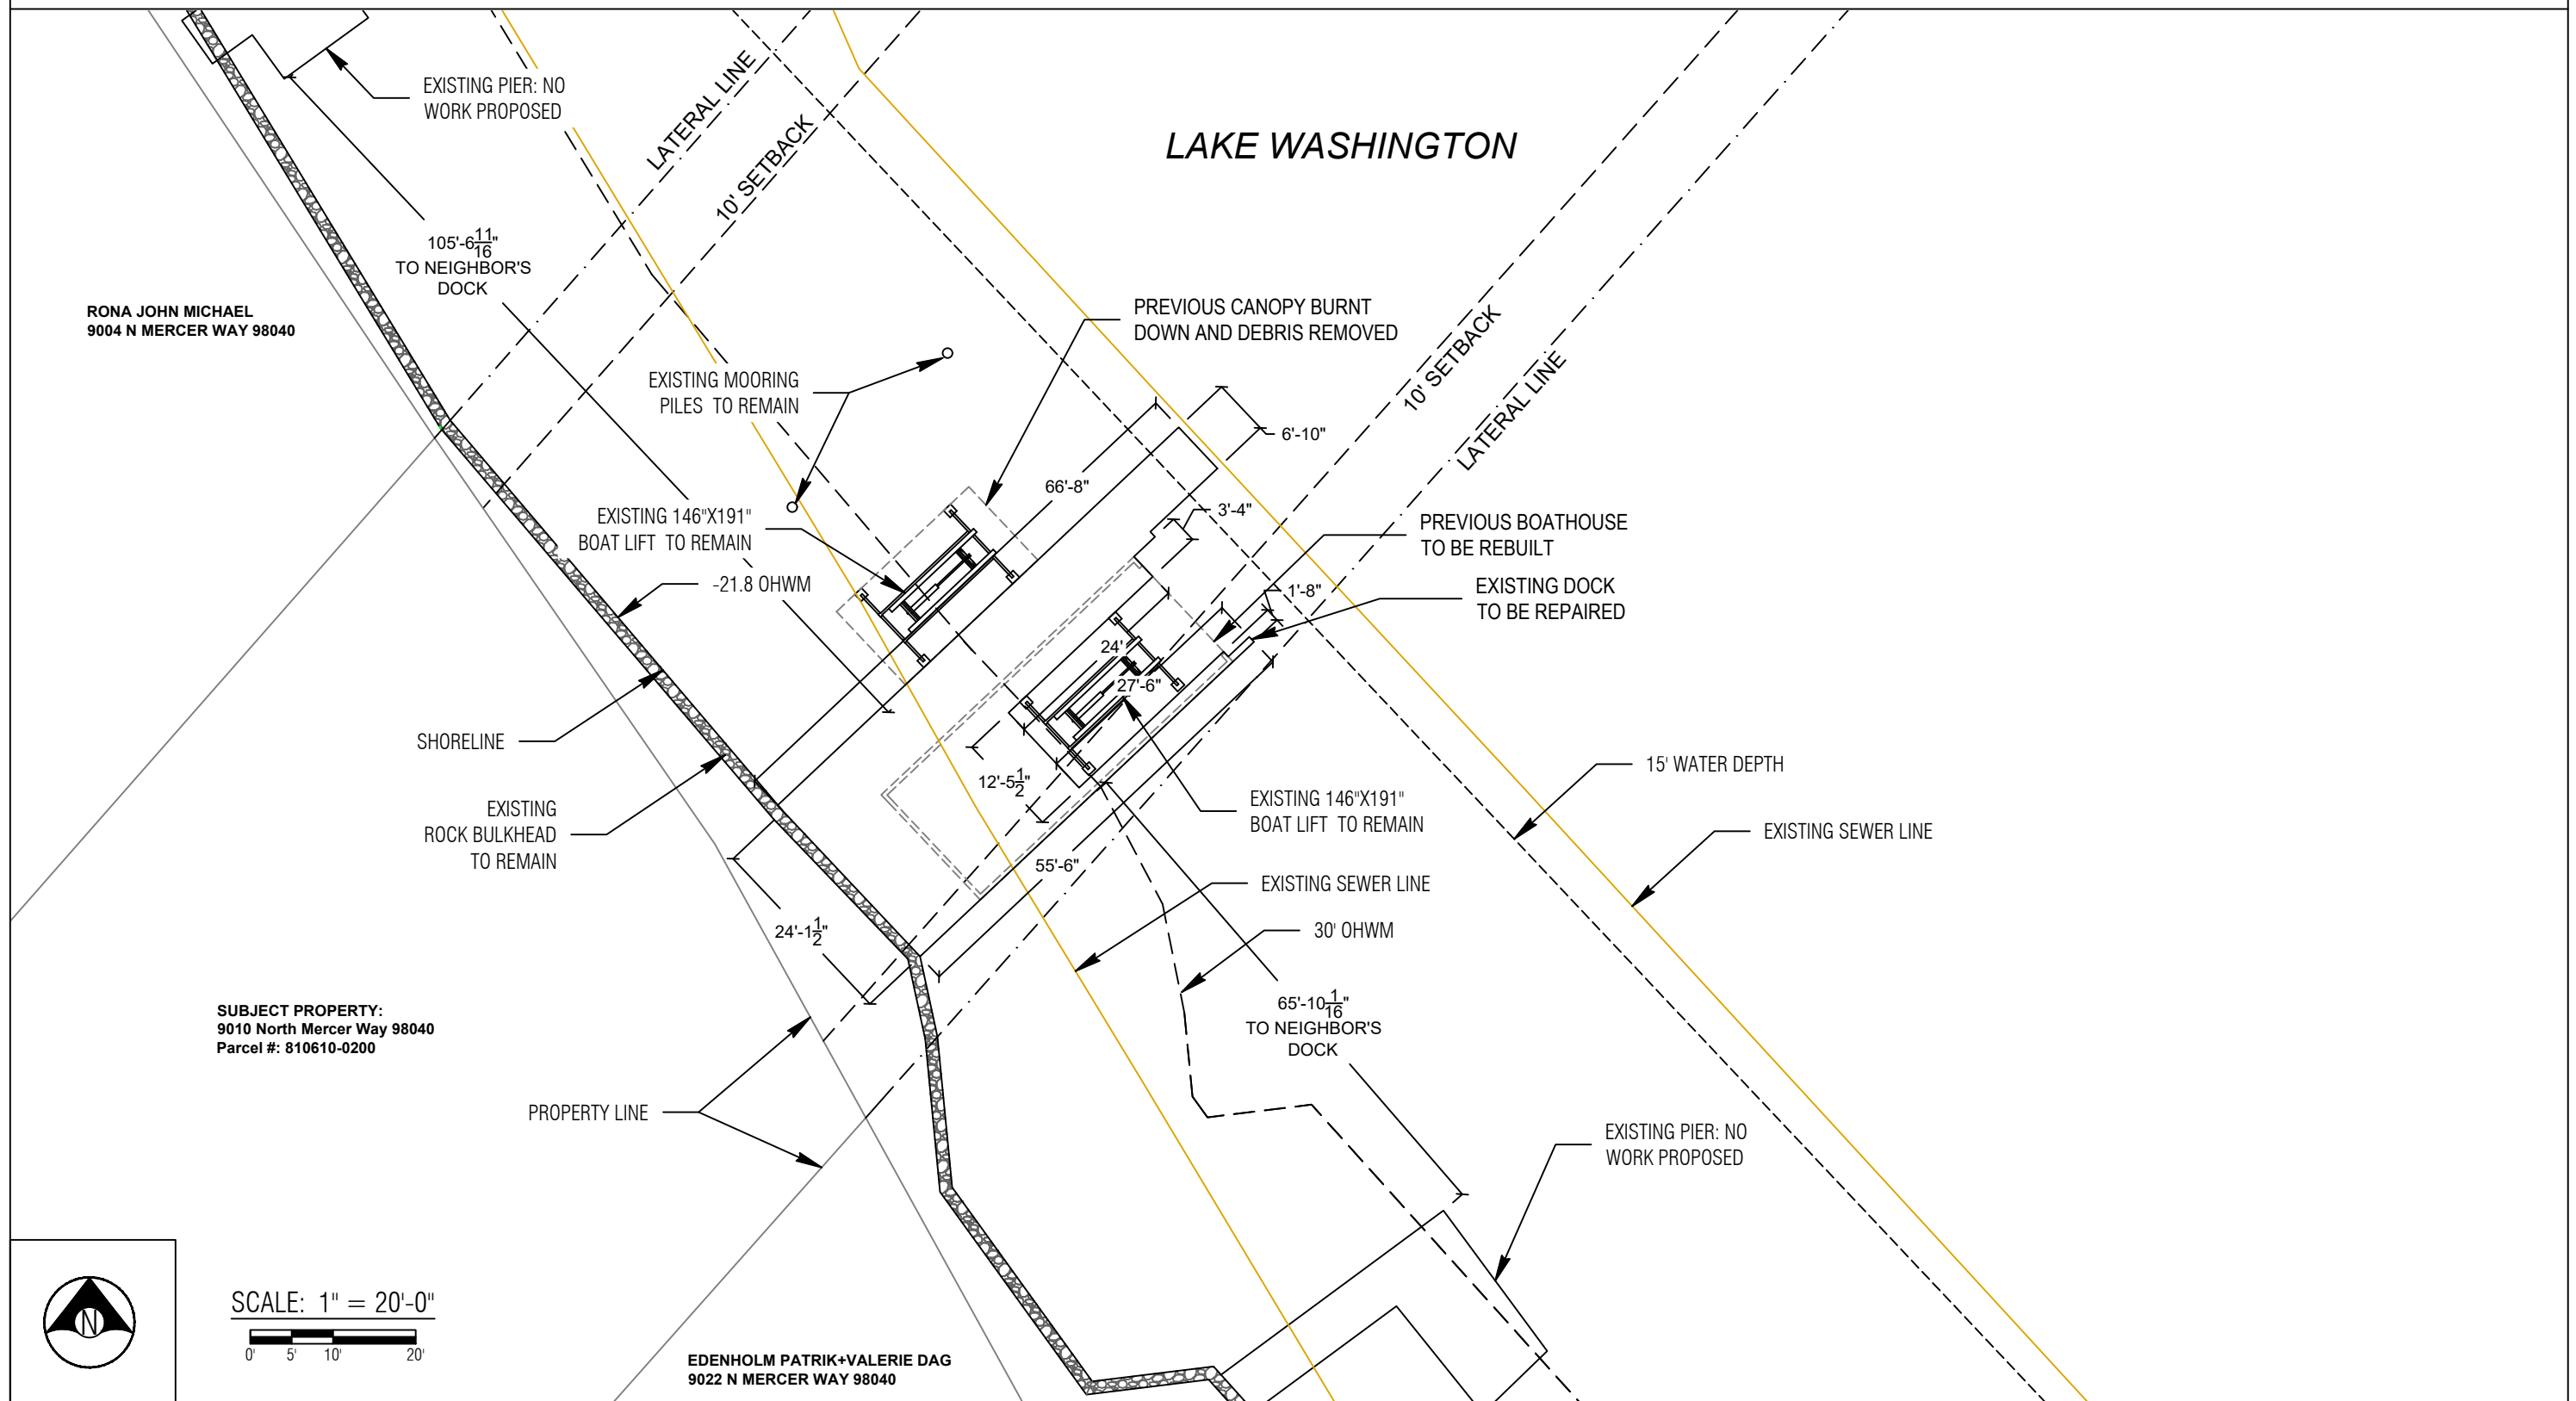 EXISTING PIER: NO
WORK PROPOSED
LATERAL LINE
10' SETBACK
LAKE WASHINGTON
105'-6 11/16"
TO NEIGHBOR'S
DOCK
RONA JOHN MICHAEL
9004 N MERCER WAY 98040
PREVIOUS CANOPY BURNT
DOWN AND DEBRIS REMOVED
10' SETBACK
LATERAL LINE
EXISTING MOORING
PILES TO REMAIN
6'-10"
66'-8"
3'-4"
EXISTING 146"X191"
BOAT LIFT TO REMAIN
PREVIOUS BOATHOUSE
TO BE REBUILT
-21.8 OHWM
1'-8"
EXISTING DOCK
TO BE REPAIRED
24'
27'-6"
SHORELINE
12'-5 1/2"
15' WATER DEPTH
EXISTING
ROCK BULKHEAD
TO REMAIN
EXISTING 146"X191"
BOAT LIFT TO REMAIN
EXISTING SEWER LINE
55'-6"
EXISTING SEWER LINE
24'-1 1/2"
30' OHWM
65'-10 1/16"
TO NEIGHBOR'S
DOCK
SUBJECT PROPERTY:
9010 North Mercer Way 98040
Parcel #: 810610-0200
PROPERTY LINE
EXISTING PIER: NO
WORK PROPOSED
N
SCALE: 1" = 20'-0"
0' 5' 10' 20'
EDENHOLM PATRIK+VALERIE DAG
9022 N MERCER WAY 98040